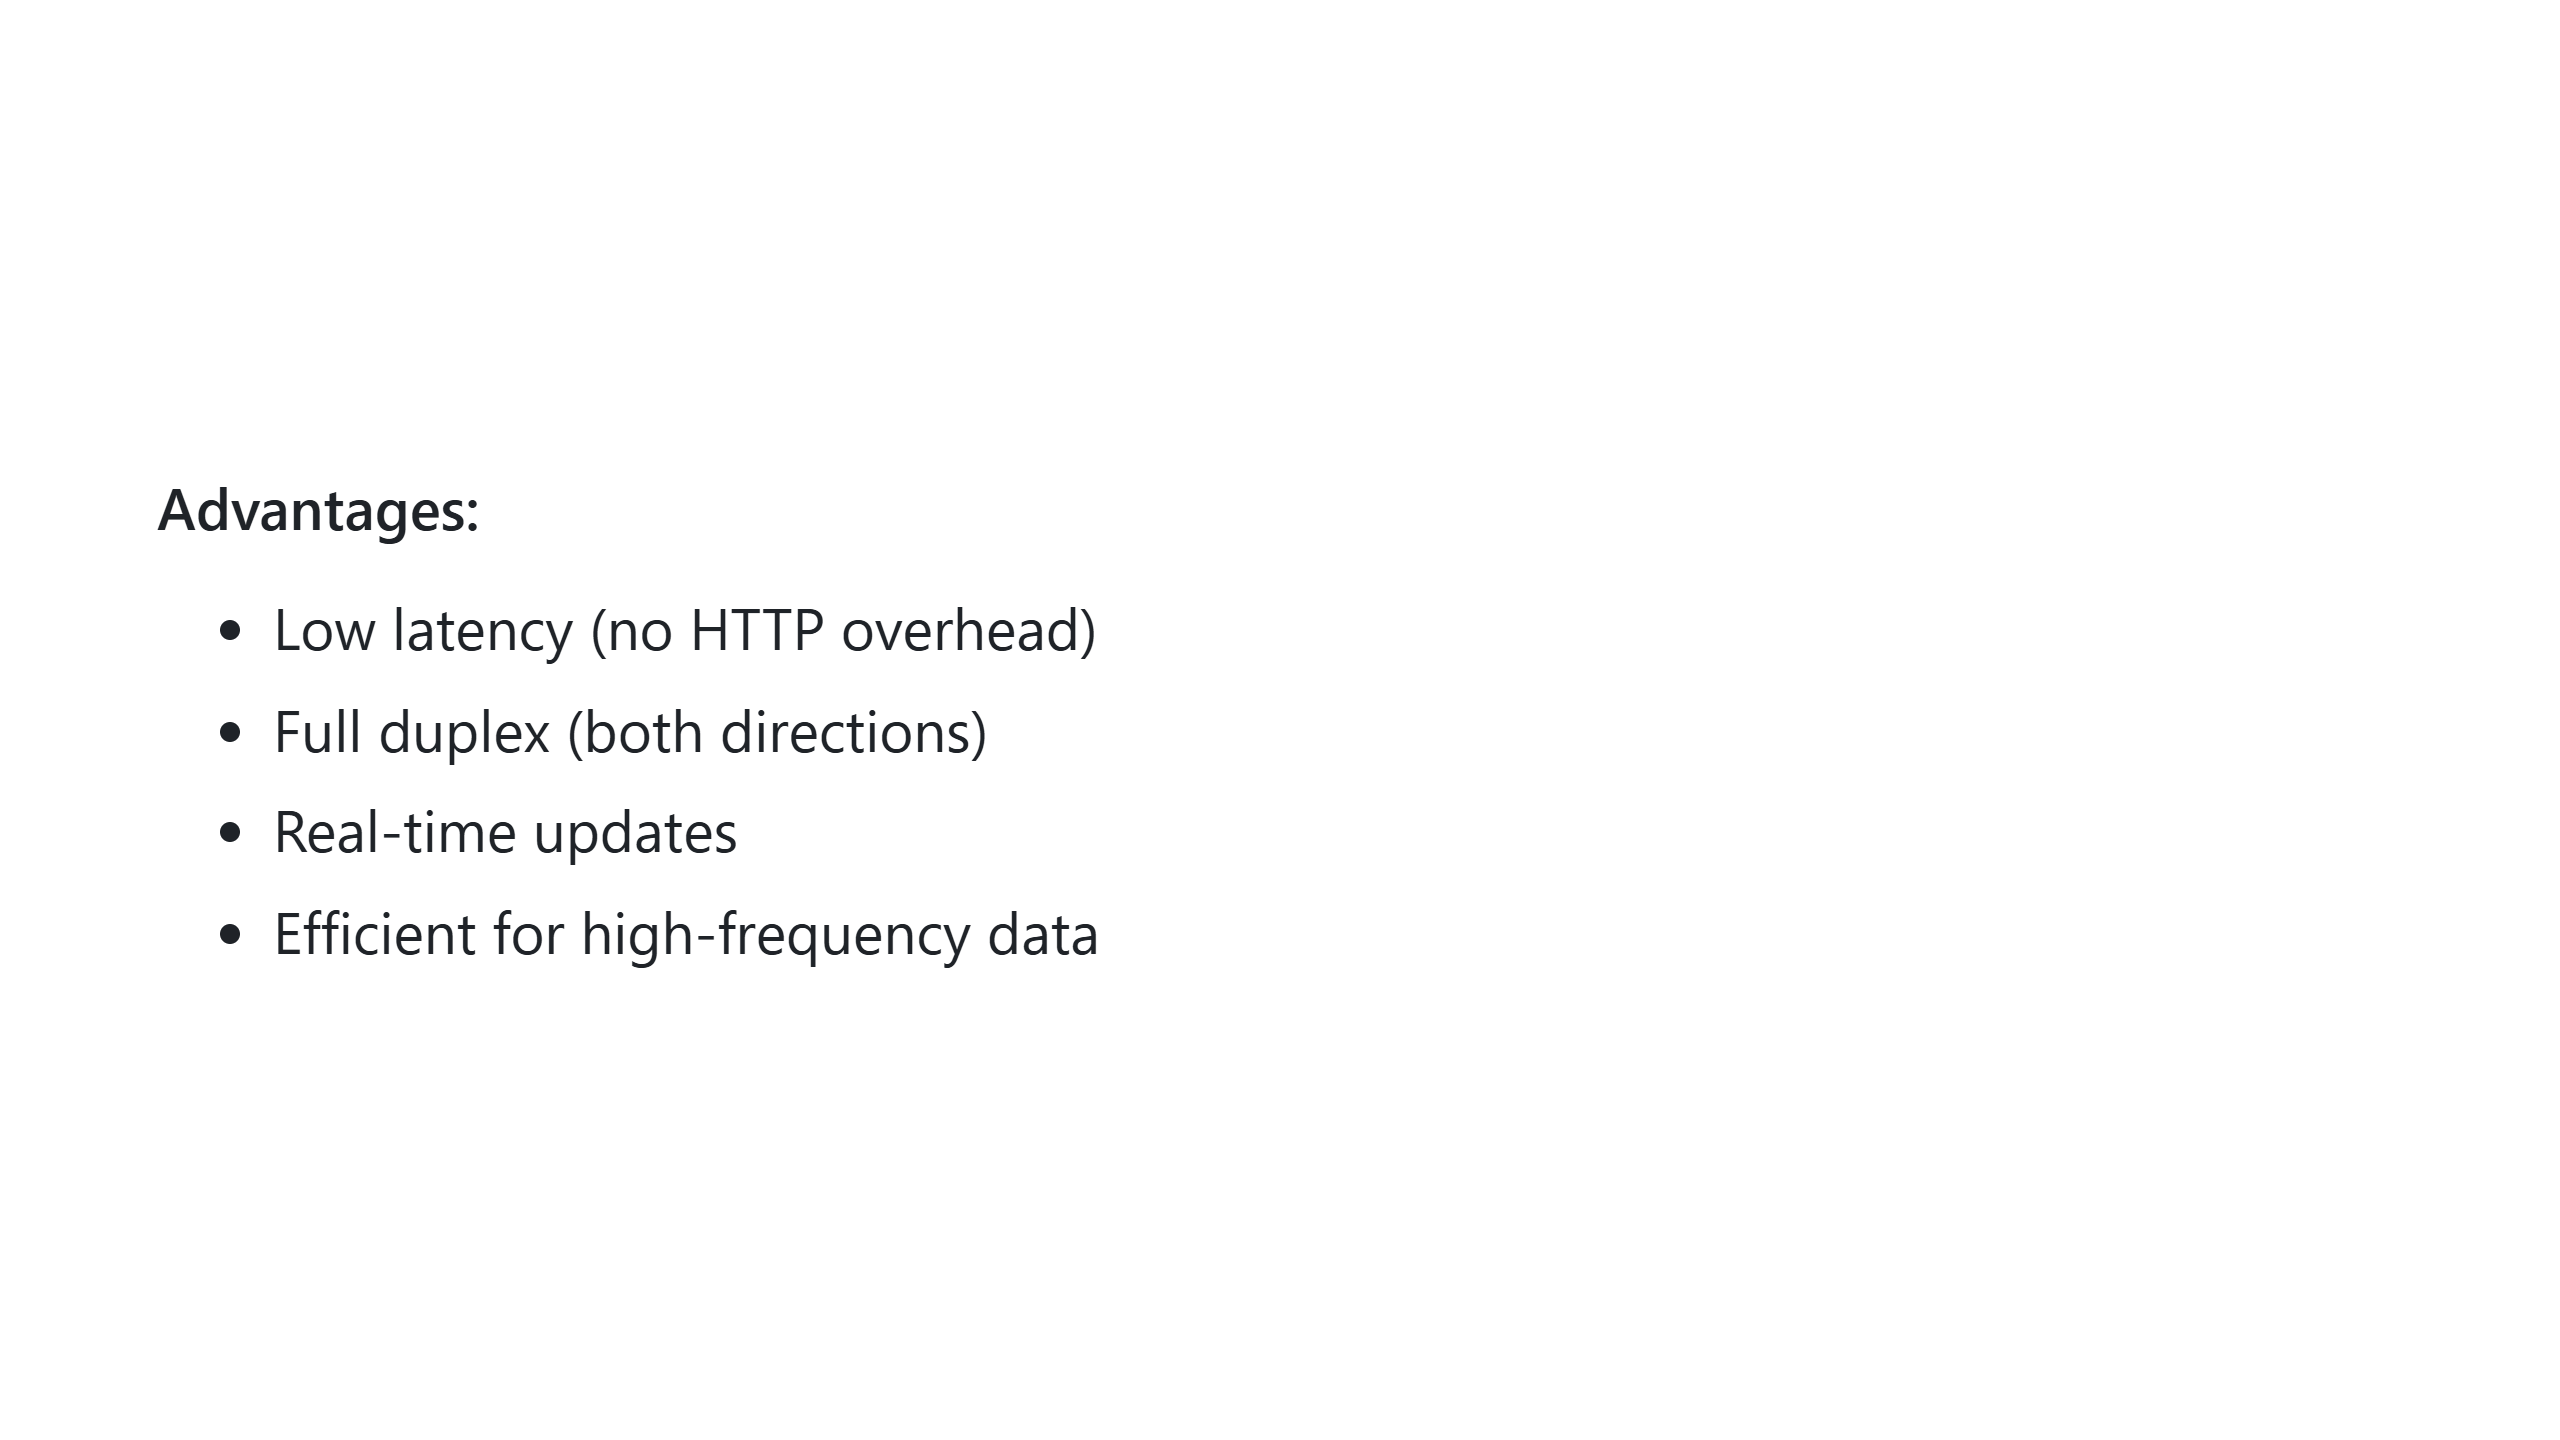 Advantages:
• Low latency (no HTTP overhead)
• Full duplex (both directions)
• Real-time updates
• Efficient for high-frequency data